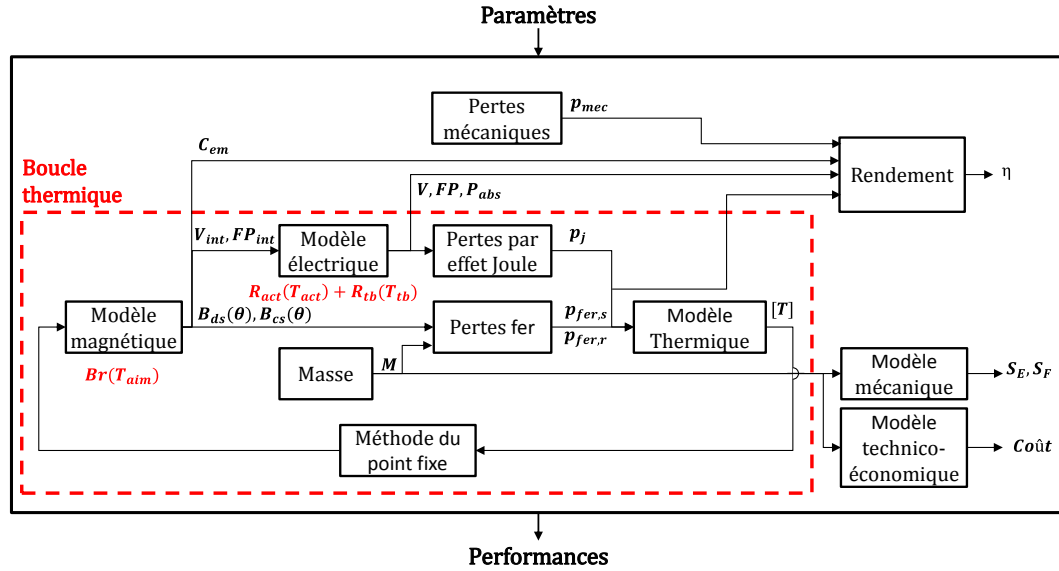 Paramètres
Pertes
mécaniques
p_mec
C_em
Boucle
thermique
Rendement
η
V, FP, P_abs
V_int, FP_int
Modèle
électrique
Pertes par
effet Joule
p_j
R_act(T_act) + R_tb(T_tb)
Modèle
magnétique
B_ds(θ), B_cs(θ)
Pertes fer
p_fer,s
p_fer,r
Modèle
Thermique
[T]
Br(T_aim)
Masse
M
Modèle
mécanique
S_E, S_F
Méthode du
point fixe
Modèle
technico-
économique
Coût
Performances